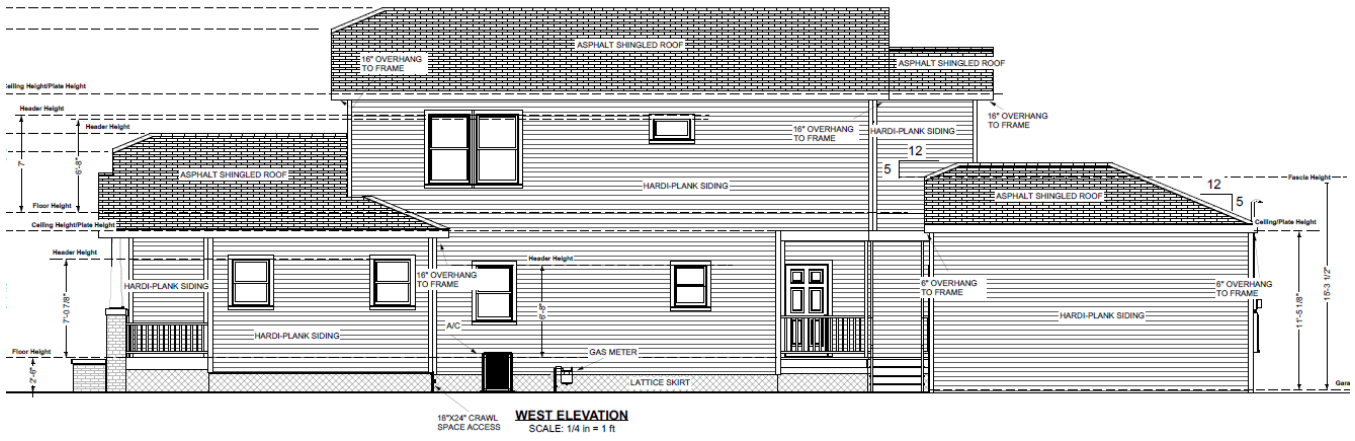 ASPHALT SHINGLED ROOF
ASPHALT SHINGLED ROOF
16" OVERHANG
TO FRAME
Ceiling Height/Plate Height
Header Height
Header Height
16" OVERHANG
TO FRAME
HARDI-PLANK SIDING
16" OVERHANG
TO FRAME
7'
6'-8"
12
5
ASPHALT SHINGLED ROOF
HARDI-PLANK SIDING
Fascia Height
12
5
ASPHALT SHINGLED ROOF
Floor Height
Ceiling Height/Plate Height
Ceiling/Plate Height
Header Height
Header Height
16" OVERHANG
TO FRAME
6" OVERHANG
TO FRAME
6" OVERHANG
TO FRAME
HARDI-PLANK SIDING
7'-0 7/8"
6'-8"
11'-5 1/8"
15'-3 1/2"
HARDI-PLANK SIDING
A/C
HARDI-PLANK SIDING
GAS METER
Floor Height
2'-6"
LATTICE SKIRT
Gara
18"X24" CRAWL
SPACE ACCESS
WEST ELEVATION
SCALE: 1/4 in = 1 ft